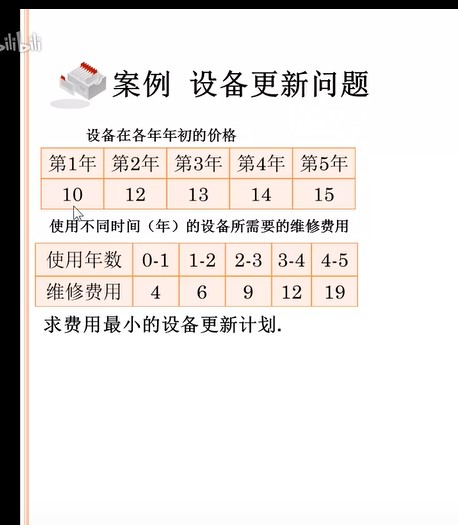 bilibili
案例 设备更新问题
设备在各年年初的价格
第1年 第2年 第3年 第4年 第5年
10 12 13 14 15
使用不同时间（年）的设备所需要的维修费用
使用年数 0-1 1-2 2-3 3-4 4-5
维修费用 4 6 9 12 19
求费用最小的设备更新计划.